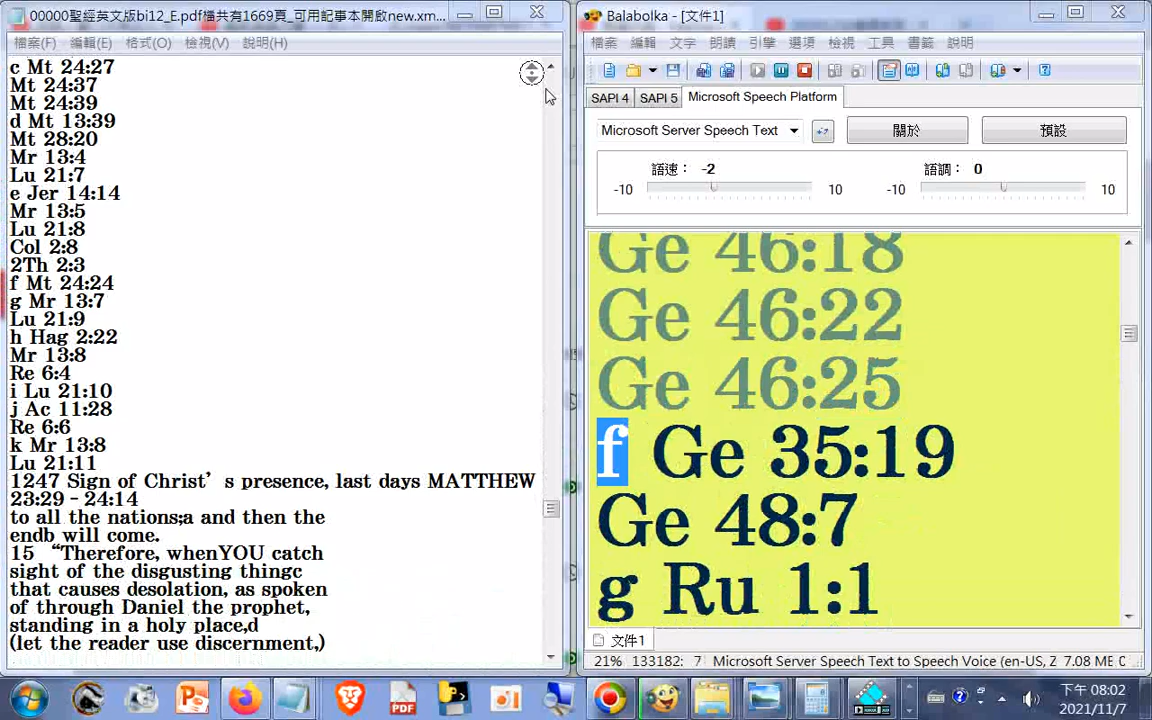 00000聖經英文版bi12_E.pdf檔共有1669頁_可用記事本開啟new.xm...
檔案(F) 編輯(E) 格式(O) 檢視(V) 說明(H)
c Mt 24:27
Mt 24:37
Mt 24:39
d Mt 13:39
Mt 28:20
Mr 13:4
Lu 21:7
e Jer 14:14
Mr 13:5
Lu 21:8
Col 2:8
2Th 2:3
f Mt 24:24
g Mr 13:7
Lu 21:9
h Hag 2:22
Mr 13:8
Re 6:4
i Lu 21:10
j Ac 11:28
Re 6:6
k Mr 13:8
Lu 21:11
1247 Sign of Christ’s presence, last days MATTHEW
23:29–24:14
to all the nations;a and then the
endb will come.
15 “Therefore, whenYOU catch
sight of the disgusting thingc
that causes desolation, as spoken
of through Daniel the prophet,
standing in a holy place,d
(let the reader use discernment,)
Balabolka - [文件1]
檔案 編輯 文字 朗讀 引擎 選項 檢視 工具 書籤 說明
SAPI 4 SAPI 5 Microsoft Speech Platform
Microsoft Server Speech Text 關於 預設
語速： -2 語調： 0
-10 10 -10 10
Ge 46:18
Ge 46:22
Ge 46:25
f Ge 35:19
Ge 48:7
g Ru 1:1
文件1
21% 133182: 7 Microsoft Server Speech Text to Speech Voice (en-US, Z 7.08 ME C
下午 08:02
2021/11/7